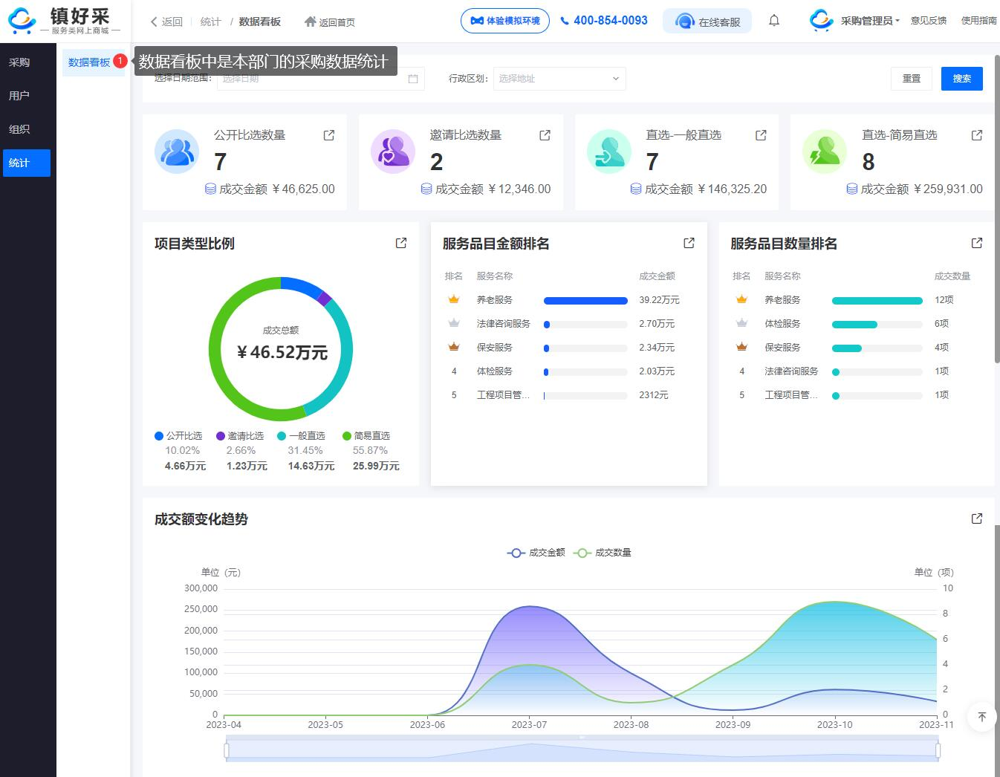 镇好采
服务类网上商城
返回
统计 / 数据看板
返回首页
体验模拟环境
400-854-0093
在线客服
采购管理员
意见反馈
使用指南
采购
用户
组织
统计
数据看板 1
数据看板中是本部门的采购数据统计
选择日期范围: 选择日期
行政区划: 选择地址
重置
搜索
公开比选数量
7
成交金额 ¥46,625.00
邀请比选数量
2
成交金额 ¥12,346.00
直选-一般直选
7
成交金额 ¥146,325.20
直选-简易直选
8
成交金额 ¥259,931.00
项目类型比例
成交总额
¥46.52万元
公开比选 邀请比选 一般直选 简易直选
10.02% 2.66% 31.45% 55.87%
4.66万元 1.23万元 14.63万元 25.99万元
服务品目金额排名
排名 服务名称 成交金额
养老服务 39.22万元
法律咨询服务 2.70万元
保安服务 2.34万元
4 体检服务 2.03万元
5 工程项目管... 2312元
服务品目数量排名
排名 服务名称 成交数量
养老服务 12项
体检服务 6项
保安服务 4项
4 法律咨询服务 1项
5 工程项目管... 1项
成交额变化趋势
成交金额 成交数量
单位（元） 单位（项）
300,000 10
250,000 8
200,000 6
150,000 4
100,000 2
50,000
0 0
2023-04 2023-05 2023-06 2023-07 2023-08 2023-09 2023-10 2023-11